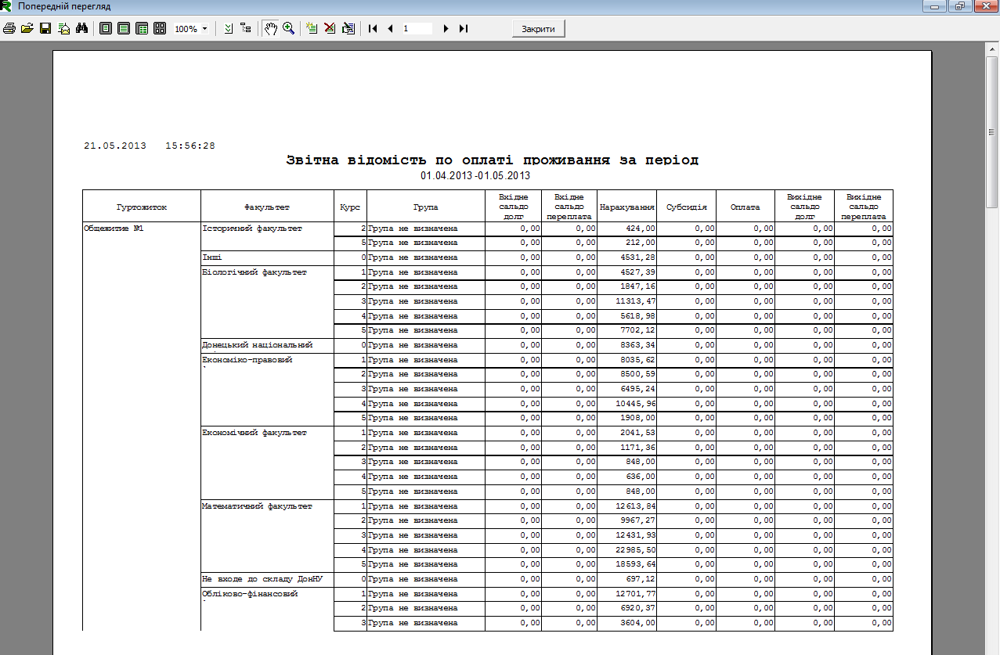 Попередній перегляд
100% 1 Закрити
21.05.2013 15:56:28
Звітна відомість по оплаті проживання за період
01.04.2013-01.05.2013
Гуртожиток Факультет Курс Група Вхідне сальдо долг Вхідне сальдо переплата Нарахування Субсидія Оплата Вихідне сальдо долг Вихідне сальдо переплата
Общежитие №1 Історичний факультет 2 Група не визначена 0,00 0,00 424,00 0,00 0,00 0,00 0,00
5 Група не визначена 0,00 0,00 212,00 0,00 0,00 0,00 0,00
Інші 0 Група не визначена 0,00 0,00 4531,28 0,00 0,00 0,00 0,00
Біологічний факультет 1 Група не визначена 0,00 0,00 4527,39 0,00 0,00 0,00 0,00
2 Група не визначена 0,00 0,00 1847,16 0,00 0,00 0,00 0,00
3 Група не визначена 0,00 0,00 11313,47 0,00 0,00 0,00 0,00
4 Група не визначена 0,00 0,00 5618,98 0,00 0,00 0,00 0,00
5 Група не визначена 0,00 0,00 7702,12 0,00 0,00 0,00 0,00
Донецький національний 0 Група не визначена 0,00 0,00 8363,34 0,00 0,00 0,00 0,00
Економіко-правовий 1 Група не визначена 0,00 0,00 8035,62 0,00 0,00 0,00 0,00
2 Група не визначена 0,00 0,00 8500,59 0,00 0,00 0,00 0,00
3 Група не визначена 0,00 0,00 6495,24 0,00 0,00 0,00 0,00
4 Група не визначена 0,00 0,00 10445,96 0,00 0,00 0,00 0,00
5 Група не визначена 0,00 0,00 1908,00 0,00 0,00 0,00 0,00
Економічний факультет 1 Група не визначена 0,00 0,00 2041,53 0,00 0,00 0,00 0,00
2 Група не визначена 0,00 0,00 1171,36 0,00 0,00 0,00 0,00
3 Група не визначена 0,00 0,00 848,00 0,00 0,00 0,00 0,00
4 Група не визначена 0,00 0,00 636,00 0,00 0,00 0,00 0,00
5 Група не визначена 0,00 0,00 848,00 0,00 0,00 0,00 0,00
Математичний факультет 1 Група не визначена 0,00 0,00 12613,84 0,00 0,00 0,00 0,00
2 Група не визначена 0,00 0,00 9967,27 0,00 0,00 0,00 0,00
3 Група не визначена 0,00 0,00 12431,93 0,00 0,00 0,00 0,00
4 Група не визначена 0,00 0,00 22985,50 0,00 0,00 0,00 0,00
5 Група не визначена 0,00 0,00 18593,64 0,00 0,00 0,00 0,00
Не входе до складу ДонНУ 0 Група не визначена 0,00 0,00 697,12 0,00 0,00 0,00 0,00
Обліково-фінансовий 1 Група не визначена 0,00 0,00 12701,77 0,00 0,00 0,00 0,00
2 Група не визначена 0,00 0,00 6920,37 0,00 0,00 0,00 0,00
3 Група не визначена 0,00 0,00 3604,00 0,00 0,00 0,00 0,00